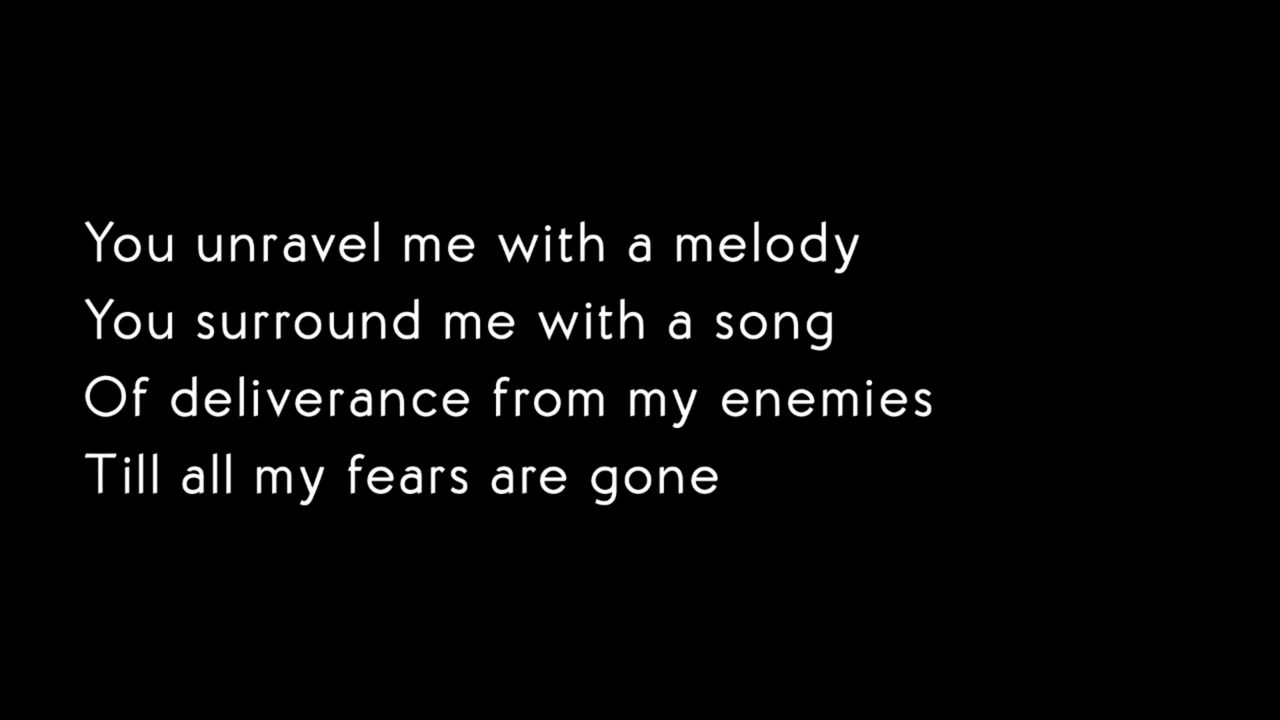 You unravel me with a melody
You surround me with a song
Of deliverance from my enemies
Till all my fears are gone